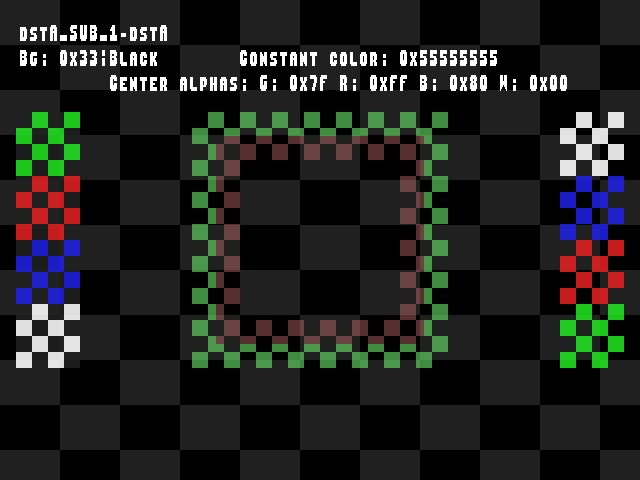 dstA_SUB_1-dstA
Bg: 0x33¦Black Constant color: 0x55555555
Center alphas: G: 0x7f R: 0xff B: 0x80 W: 0x00